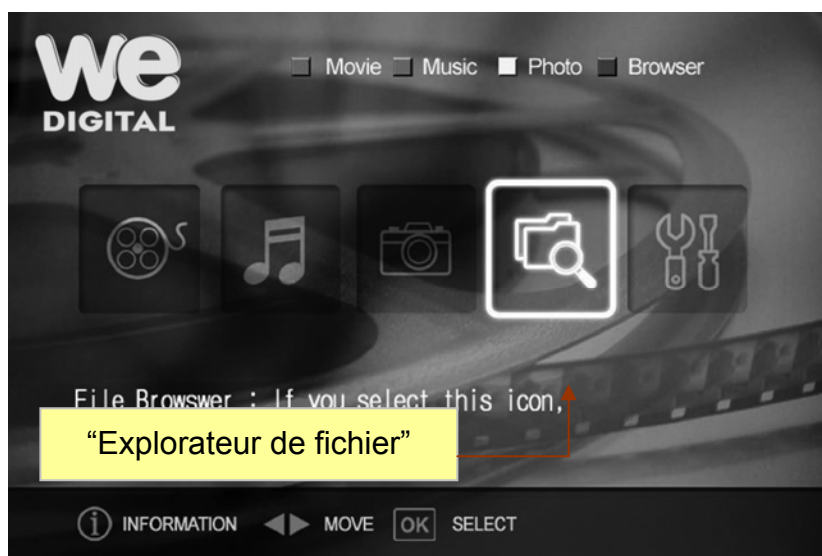 we
DIGITAL
Movie Music Photo Browser
File Browswer : If you select this icon,
“Explorateur de fichier”
i INFORMATION MOVE OK SELECT